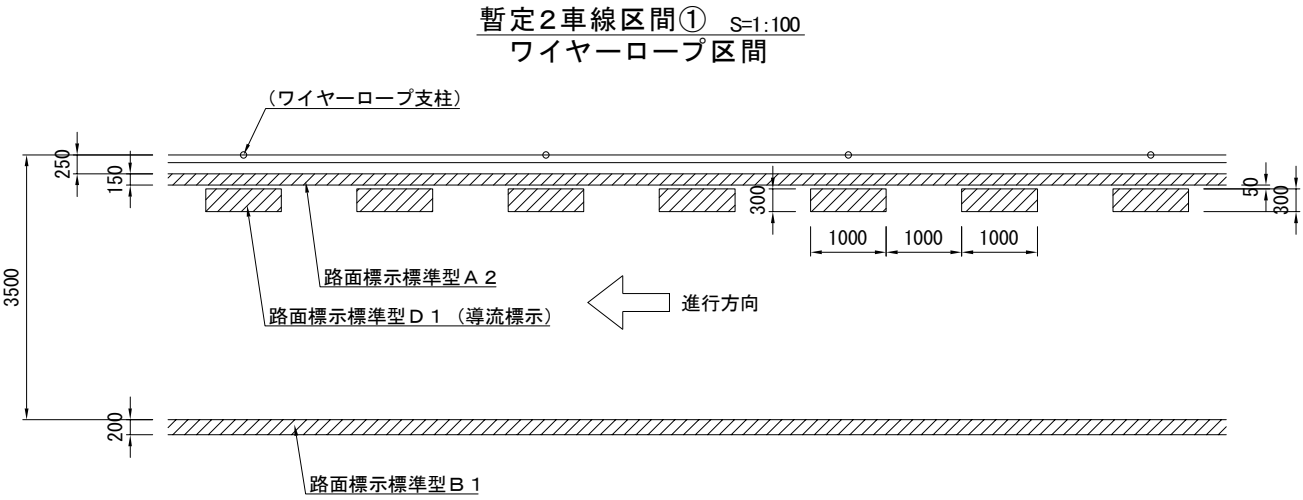 暫定2車線区間① S=1:100
ワイヤーロープ区間
(ワイヤーロープ支柱)
250
150
300
50
300
1000 1000 1000
3500
路面標示標準型A2
路面標示標準型D1 (導流標示)
進行方向
200
路面標示標準型B1